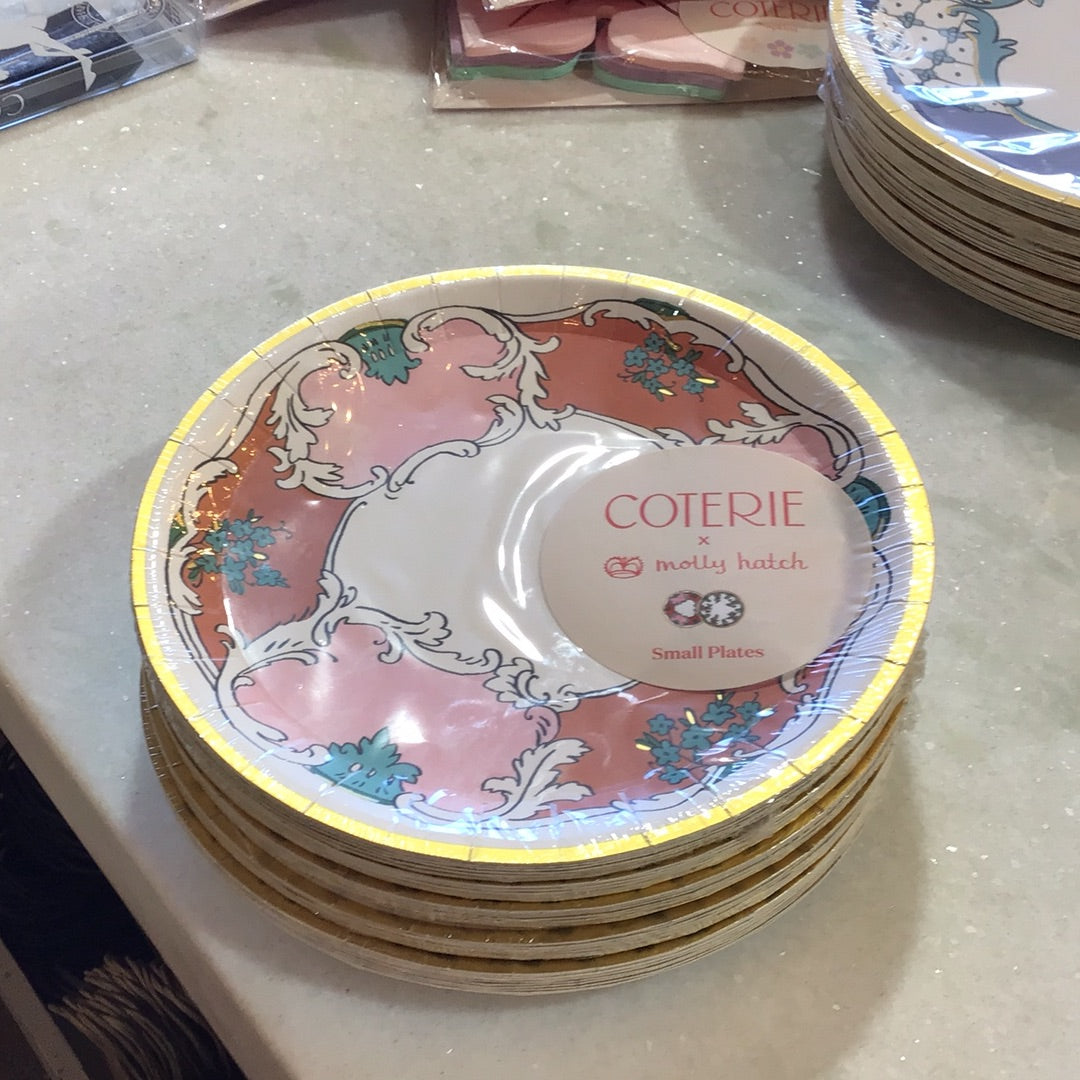 COTERIE
COTERIE
x
molly hatch
Small Plates